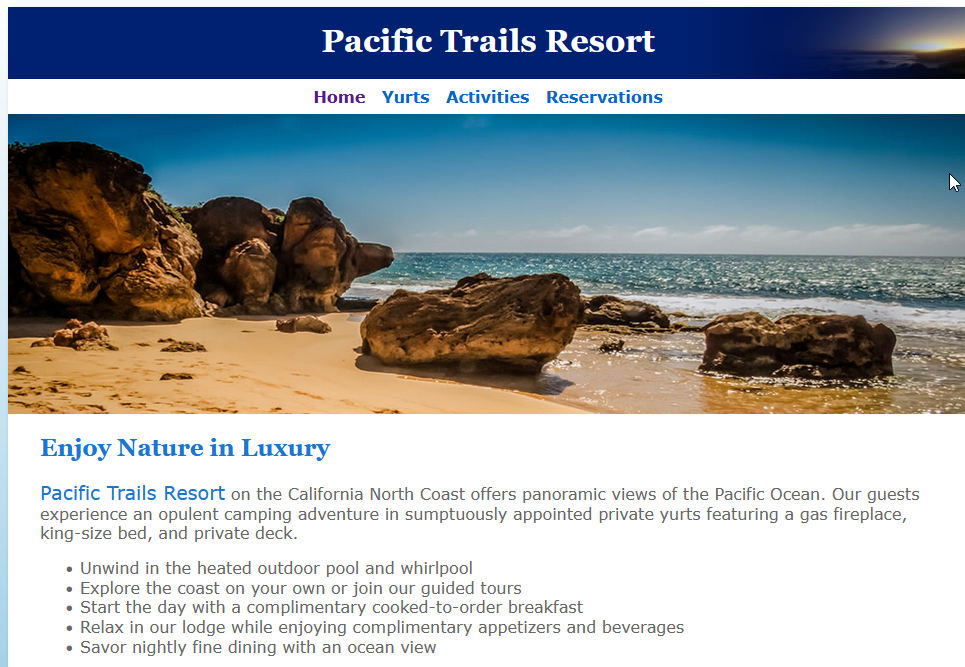 Pacific Trails Resort
Home Yurts Activities Reservations
Enjoy Nature in Luxury
Pacific Trails Resort on the California North Coast offers panoramic views of the Pacific Ocean. Our guests
experience an opulent camping adventure in sumptuously appointed private yurts featuring a gas fireplace,
king-size bed, and private deck.
• Unwind in the heated outdoor pool and whirlpool
• Explore the coast on your own or join our guided tours
• Start the day with a complimentary cooked-to-order breakfast
• Relax in our lodge while enjoying complimentary appetizers and beverages
• Savor nightly fine dining with an ocean view